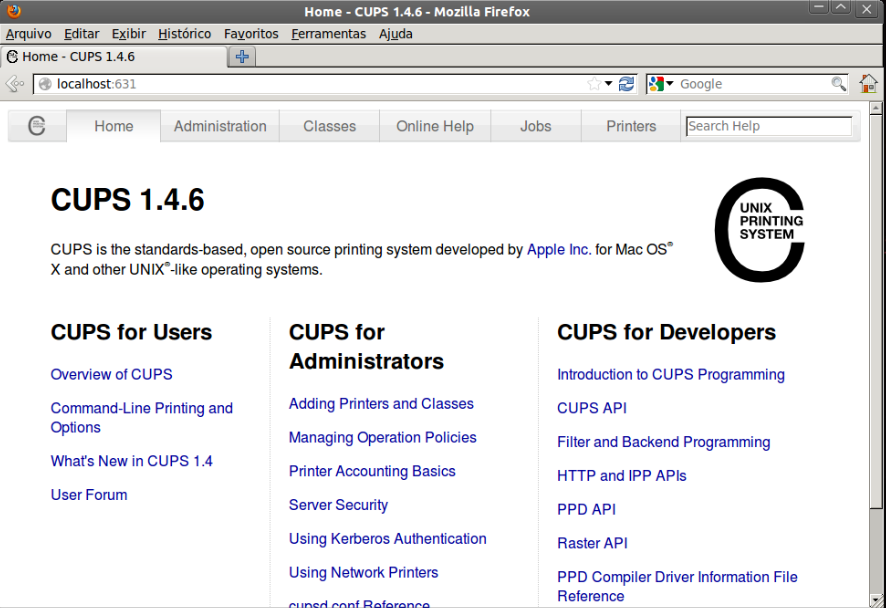 Home - CUPS 1.4.6 - Mozilla Firefox
Arquivo Editar Exibir Histórico Favoritos Ferramentas Ajuda
Home - CUPS 1.4.6
localhost:631
Google
Home Administration Classes Online Help Jobs Printers Search Help
CUPS 1.4.6
CUPS is the standards-based, open source printing system developed by Apple Inc. for Mac OS®
X and other UNIX®-like operating systems.
UNIX
PRINTING
SYSTEM
CUPS for Users
Overview of CUPS
Command-Line Printing and
Options
What's New in CUPS 1.4
User Forum
CUPS for
Administrators
Adding Printers and Classes
Managing Operation Policies
Printer Accounting Basics
Server Security
Using Kerberos Authentication
Using Network Printers
cupsd.conf Reference
CUPS for Developers
Introduction to CUPS Programming
CUPS API
Filter and Backend Programming
HTTP and IPP APIs
PPD API
Raster API
PPD Compiler Driver Information File
Reference